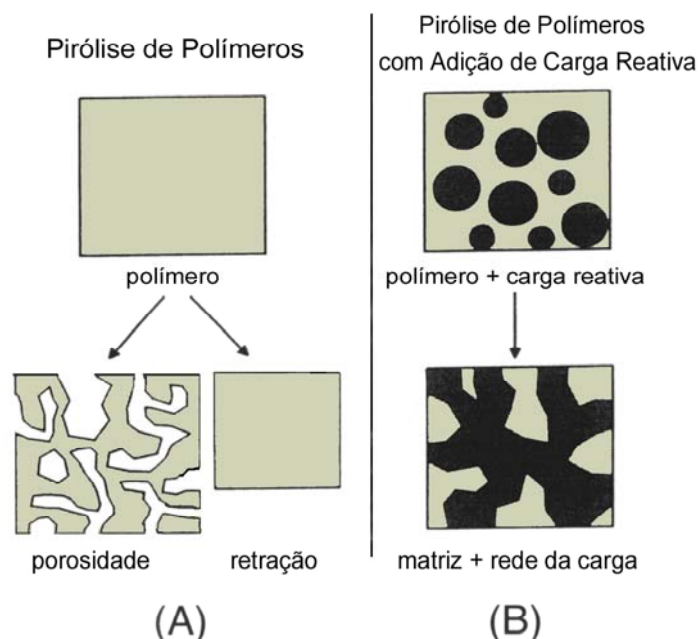 Pirólise de Polímeros
polímero
porosidade
retração
(A)
Pirólise de Polímeros
com Adição de Carga Reativa
polímero + carga reativa
matriz + rede da carga
(B)